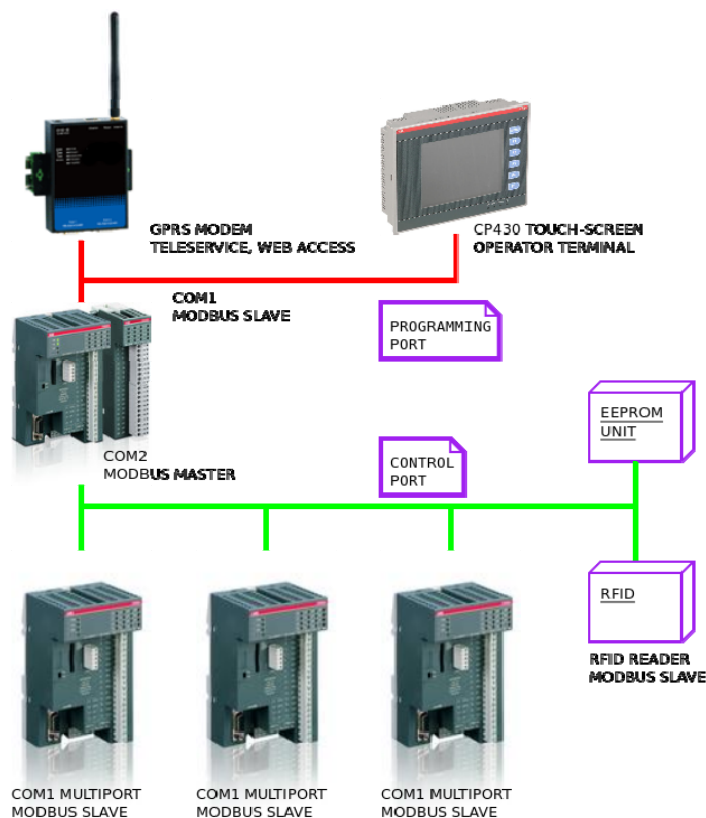 GPRS MODEM
TELESERVICE, WEB ACCESS
CP430 TOUCH-SCREEN
OPERATOR TERMINAL
COM1
MODBUS SLAVE
PROGRAMMING
PORT
EEPROM
UNIT
COM2
MODBUS MASTER
CONTROL
PORT
RFID
RFID READER
MODBUS SLAVE
COM1 MULTIPORT
MODBUS SLAVE
COM1 MULTIPORT
MODBUS SLAVE
COM1 MULTIPORT
MODBUS SLAVE